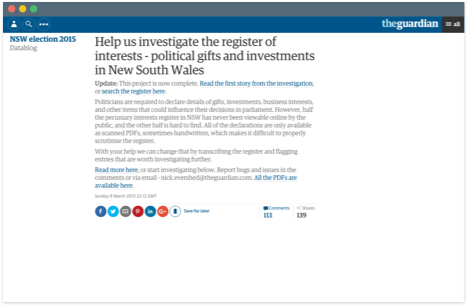 theguardian
all
NSW election 2015
Datablog
Help us investigate the register of
interests - political gifts and investments
in New South Wales
Update: This project is now complete. Read the first story from the investigation,
or search the register here.
Politicians are required to declare details of gifts, investments, business interests,
and other items that could influence their decisions in parliament. However, half
the pecuniary interests register in NSW has never been viewable online by the
public, and the other half is hard to find. All of the declarations are only available
as scanned PDFs, sometimes handwritten, which makes it difficult to properly
scrutinise the register.
With your help we can change that by transcribing the register and flagging
entries that are worth investigating further.
Read more here, or start investigating below. Report bugs and issues in the
comments or via email - nick.evershed@theguardian.com. All the PDFs are
available here.
Sunday 8 March 2015 22.13 GMT
Save for later
Comments
113
Shares
139